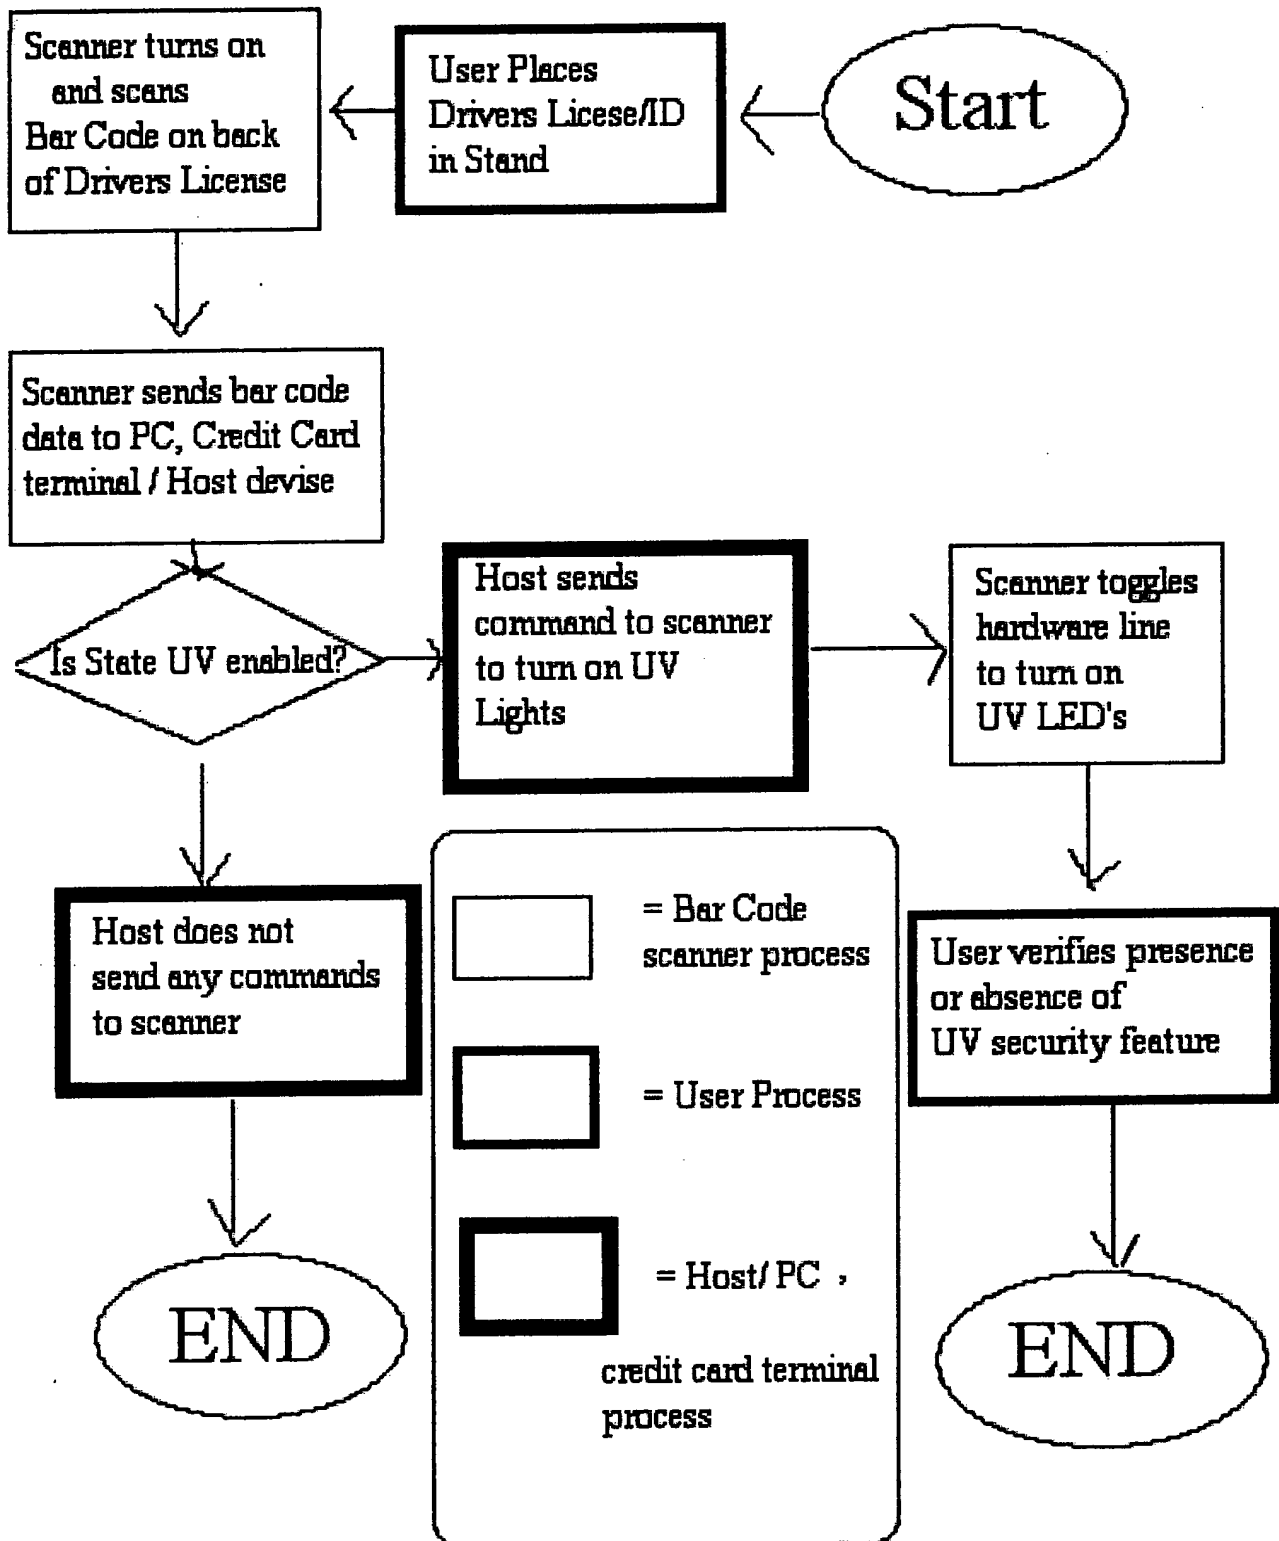 Start
User Places
Drivers Licese/ID
in Stand
Scanner turns on
and scans
Bar Code on back
of Drivers License
Scanner sends bar code
data to PC, Credit Card
terminal / Host devise
Is State UV enabled?
Host sends
command to scanner
to turn on UV
Lights
Scanner toggles
hardware line
to turn on
UV LED's
Host does not
send any commands
to scanner
= Bar Code
scanner process
= User Process
= Host/ PC ,
credit card terminal
process
User verifies presence
or absence of
UV security feature
END
END